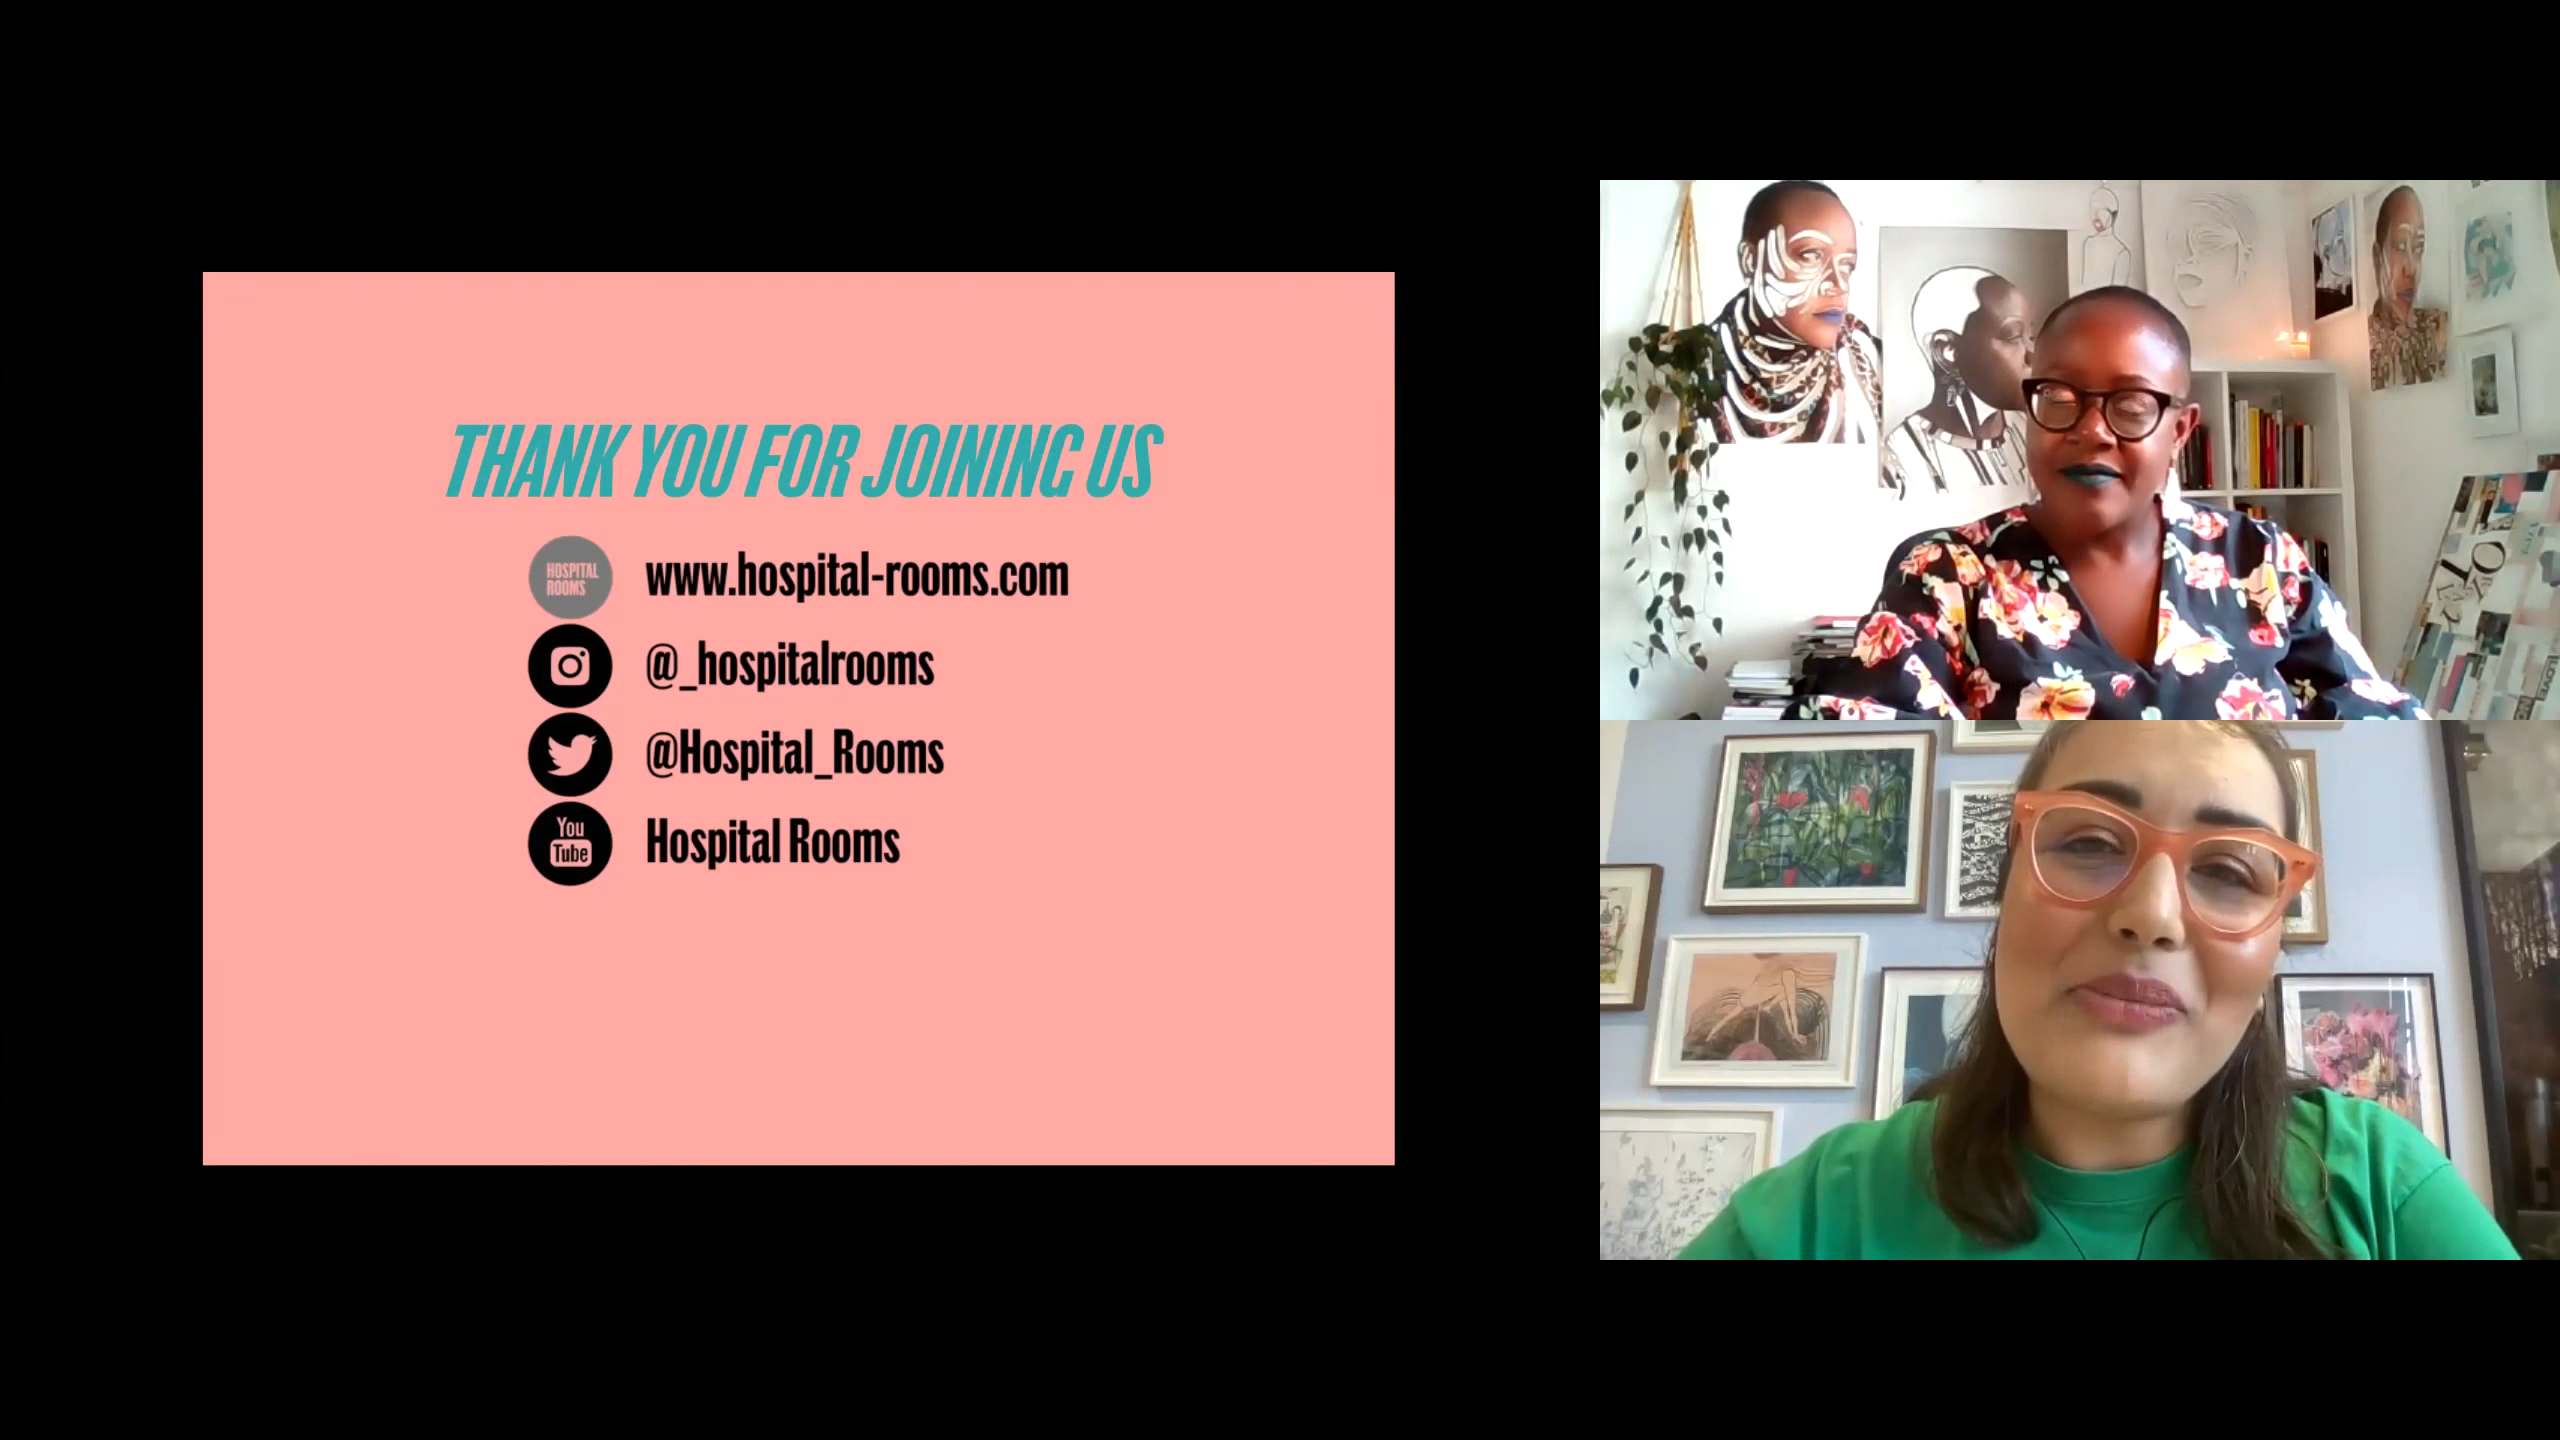 THANK YOU FOR JOINING US
HOSPITAL
ROOMS
www.hospital-rooms.com
@_hospitalrooms
@Hospital_Rooms
You
Tube
Hospital Rooms